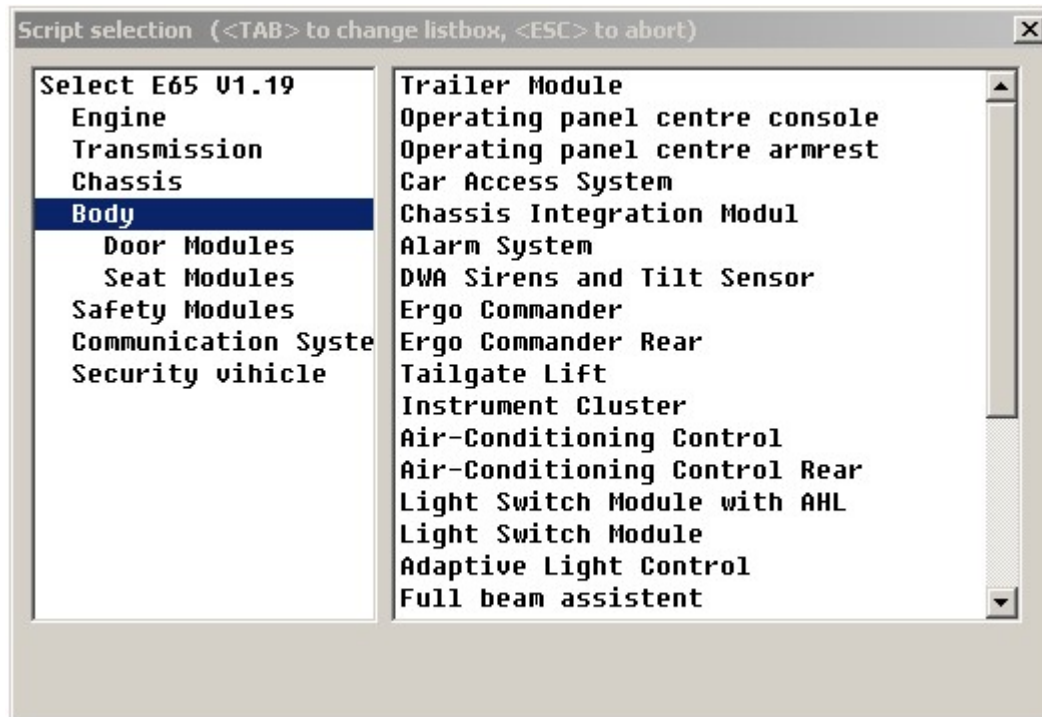 Script selection (<TAB> to change listbox, <ESC> to abort)
Select E65 V1.19
Engine
Transmission
Chassis
Body
Door Modules
Seat Modules
Safety Modules
Communication Syste
Security vihicle
Trailer Module
Operating panel centre console
Operating panel centre armrest
Car Access System
Chassis Integration Modul
Alarm System
DWA Sirens and Tilt Sensor
Ergo Commander
Ergo Commander Rear
Tailgate Lift
Instrument Cluster
Air-Conditioning Control
Air-Conditioning Control Rear
Light Switch Module with AHL
Light Switch Module
Adaptive Light Control
Full beam assistent